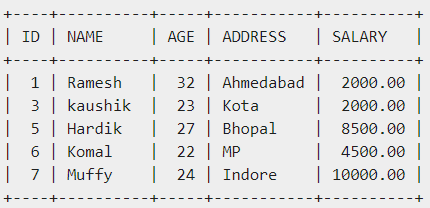 +----+----------+-----+-----------+----------+
| ID | NAME     | AGE | ADDRESS   | SALARY   |
+----+----------+-----+-----------+----------+
|  1 | Ramesh   |  32 | Ahmedabad |  2000.00 |
|  3 | kaushik  |  23 | Kota      |  2000.00 |
|  5 | Hardik   |  27 | Bhopal    |  8500.00 |
|  6 | Komal    |  22 | MP        |  4500.00 |
|  7 | Muffy    |  24 | Indore    | 10000.00 |
+----+----------+-----+-----------+----------+